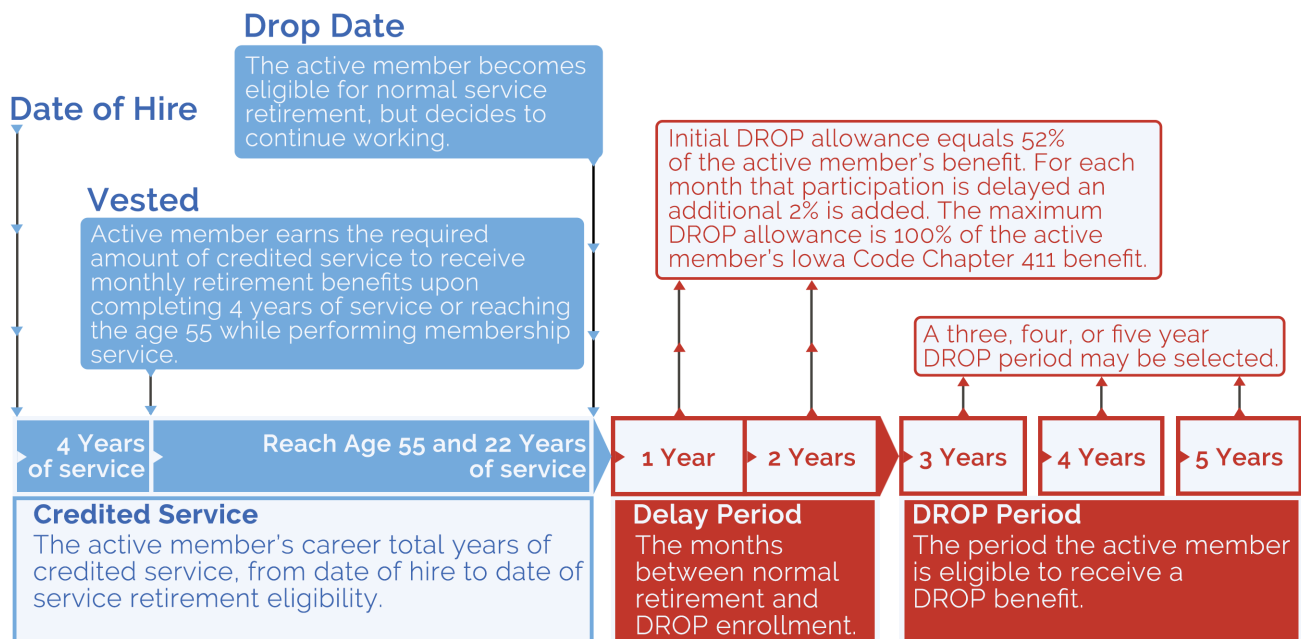 Drop Date
The active member becomes
eligible for normal service
retirement, but decides to
continue working.
Date of Hire
Vested
Active member earns the required
amount of credited service to receive
monthly retirement benefits upon
completing 4 years of service or reaching
the age 55 while performing membership
service.
Initial DROP allowance equals 52%
of the active member's benefit. For each
month that participation is delayed an
additional 2% is added. The maximum
DROP allowance is 100% of the active
member's Iowa Code Chapter 411 benefit.
A three, four, or five year
DROP period may be selected.
4 Years
of service
Reach Age 55 and 22 Years
of service
1 Year
2 Years
3 Years
4 Years
5 Years
Credited Service
The active member's career total years of
credited service, from date of hire to date of
service retirement eligibility.
Delay Period
The months
between normal
retirement and
DROP enrollment.
DROP Period
The period the active member
is eligible to receive a
DROP benefit.